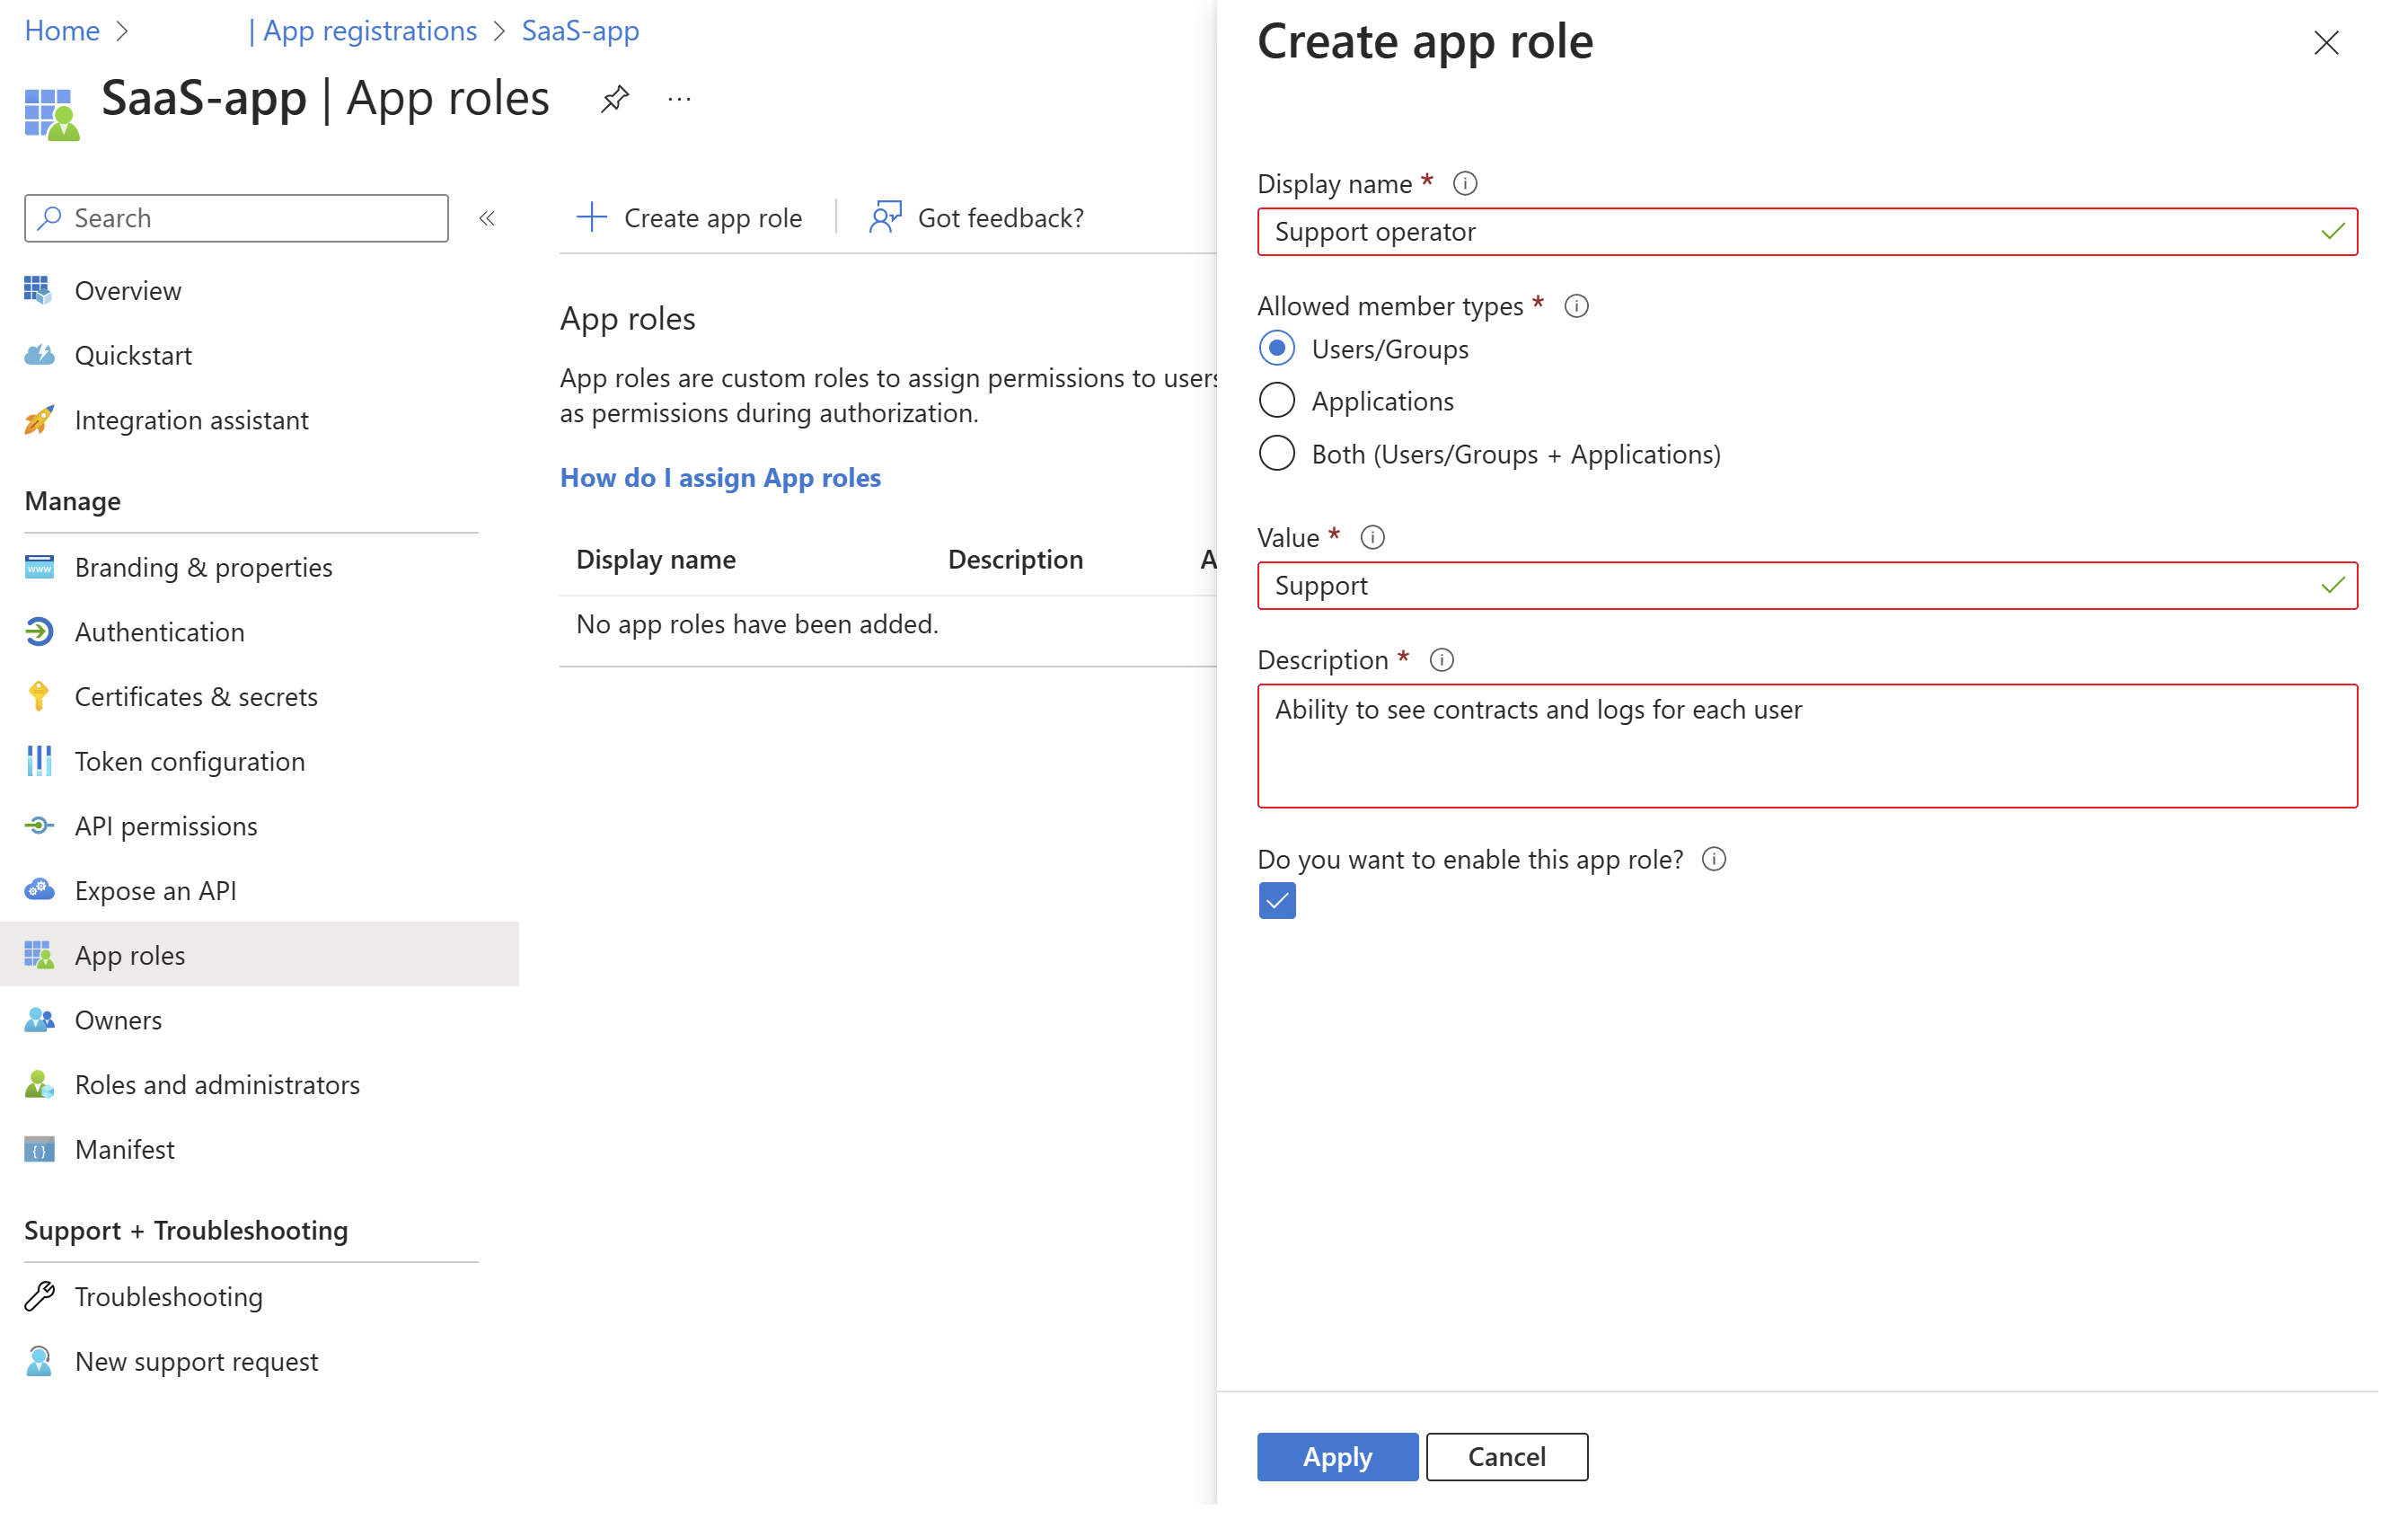 Home > | App registrations > SaaS-app
SaaS-app | App roles
Search
Overview
Quickstart
Integration assistant
Manage
Branding & properties
Authentication
Certificates & secrets
Token configuration
API permissions
Expose an API
App roles
Owners
Roles and administrators
Manifest
Support + Troubleshooting
Troubleshooting
New support request
Create app role
Got feedback?
App roles
App roles are custom roles to assign permissions to users
as permissions during authorization.
How do I assign App roles
Display name Description A
No app roles have been added.
Create app role
Display name *
Support operator
Allowed member types *
Users/Groups
Applications
Both (Users/Groups + Applications)
Value *
Support
Description *
Ability to see contracts and logs for each user
Do you want to enable this app role?
Apply Cancel